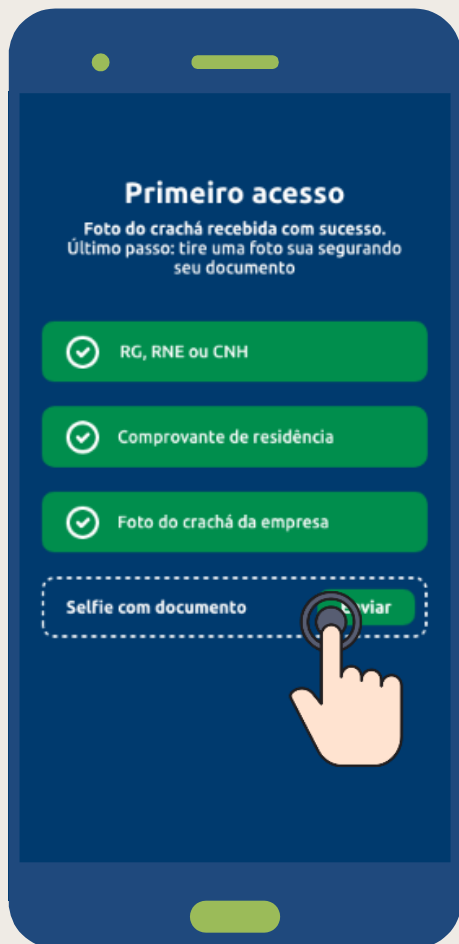 Primeiro acesso
Foto do crachá recebida com sucesso.
Último passo: tire uma foto sua segurando
seu documento
RG, RNE ou CNH
Comprovante de residência
Foto do crachá da empresa
Selfie com documento